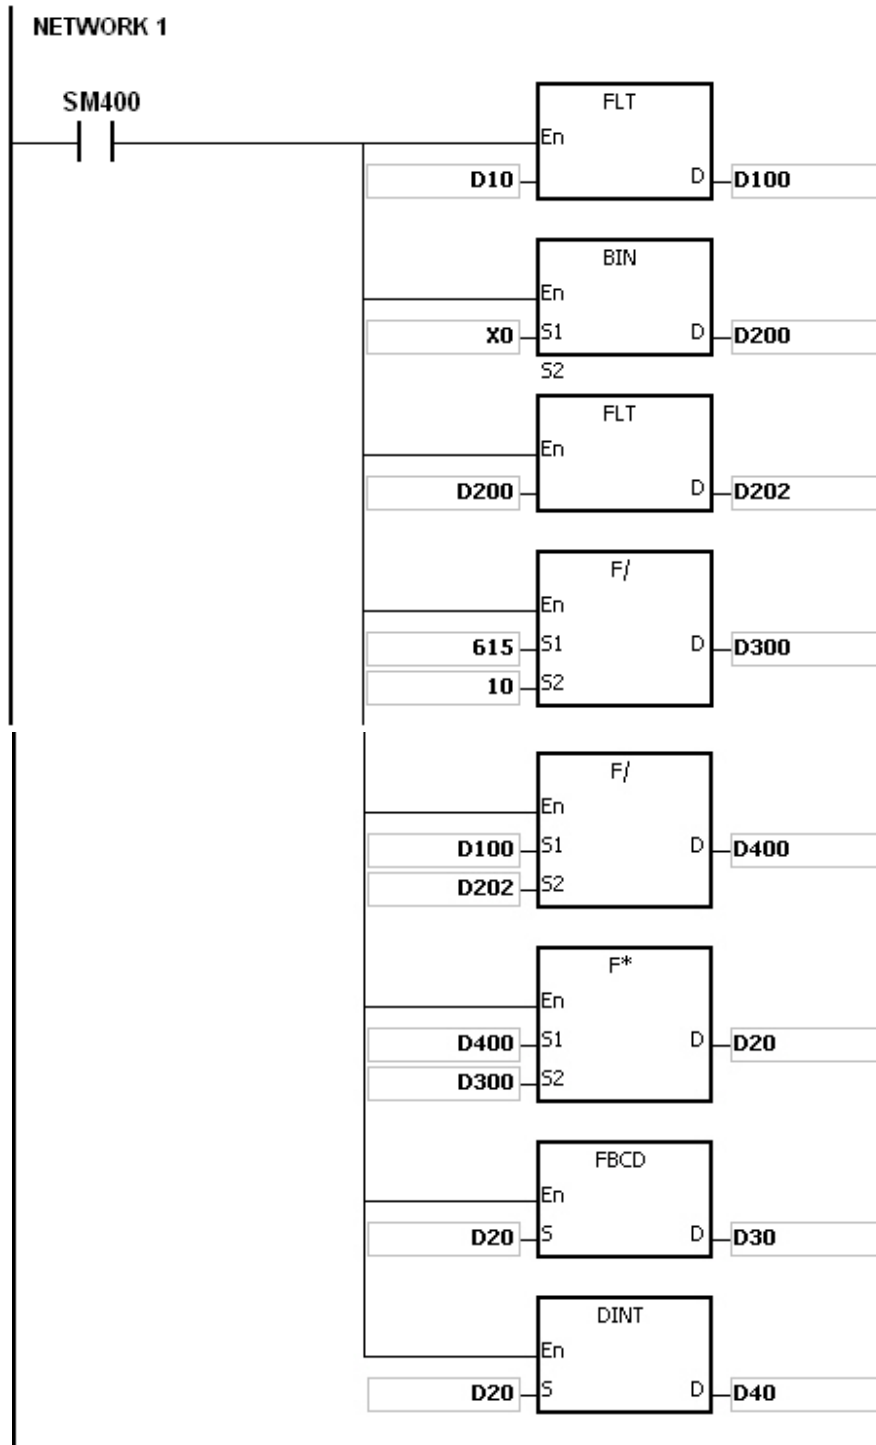 NETWORK 1
SM400
FLT
En
D10 D D100
BIN
En
X0 S1 D D200
S2
FLT
En
D200 D D202
F/
En
615 S1 D D300
10 S2
F/
En
D100 S1 D D400
D202 S2
F*
En
D400 S1 D D20
D300 S2
FBCD
En
D20 S D D30
DINT
En
D20 S D D40